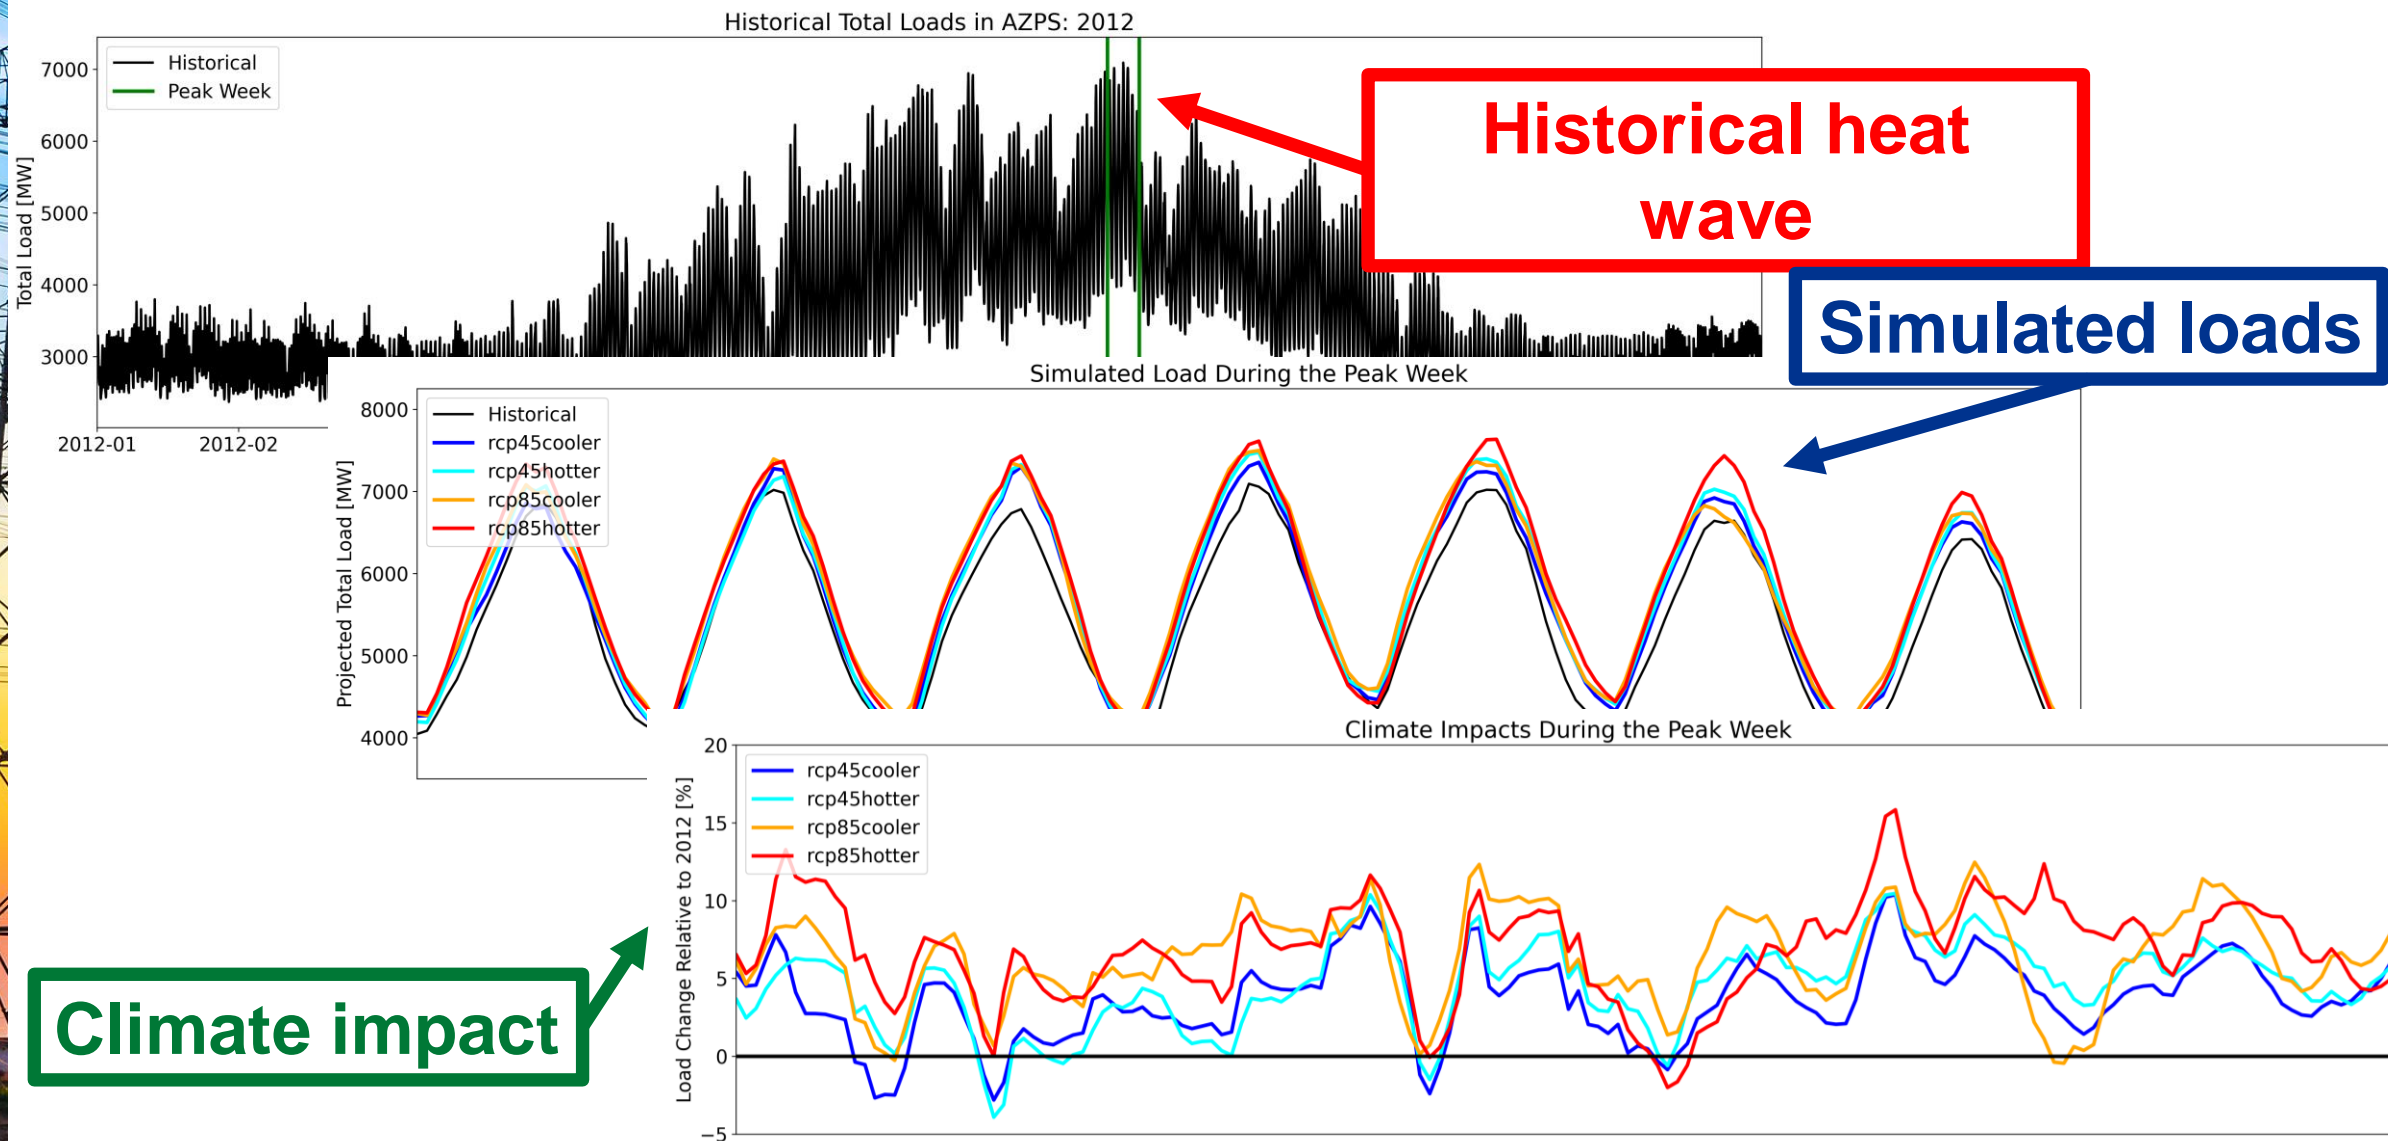 Historical Total Loads in AZPS: 2012
Historical
Peak Week
7000
6000
5000
4000
3000
Total Load [MW]
2012-01
2012-02
Historical heat
wave
Simulated loads
Simulated Load During the Peak Week
Historical
rcp45cooler
rcp45hotter
rcp85cooler
rcp85hotter
8000
7000
6000
5000
4000
Projected Total Load [MW]
Climate Impacts During the Peak Week
rcp45cooler
rcp45hotter
rcp85cooler
rcp85hotter
20
15
10
5
0
−5
Load Change Relative to 2012 [%]
Climate impact